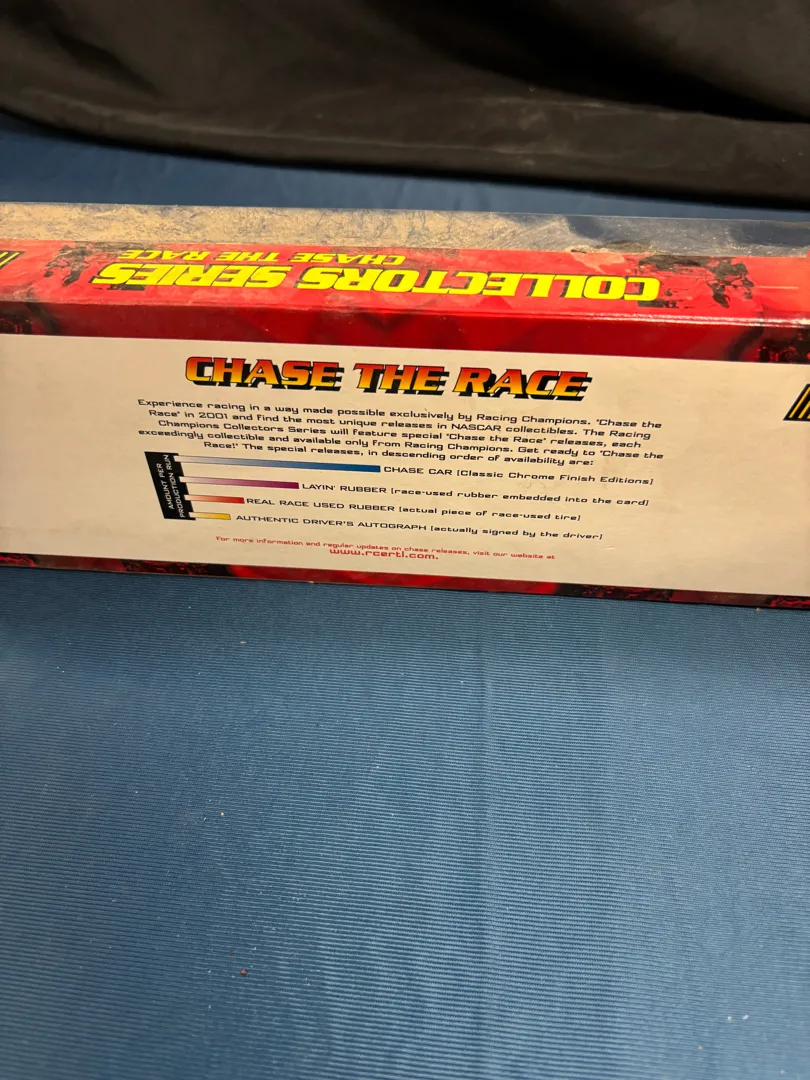 COLLECTORS SERIES
CHASE THE RACE
CHASE THE RACE
Experience racing in a way made possible exclusively by Racing Champions. 'Chase the
Race' in 2001 and find the most unique releases in NASCAR collectibles. The Racing
Champions Collectors Series will feature special 'Chase the Race' releases, each
exceedingly collectible and available only from Racing Champions. Get ready to 'Chase the
Race!' The special releases, in descending order of availability are:
AMOUNT PER
PRODUCTION RUN
CHASE CAR (Classic Chrome Finish Editions)
LAYIN' RUBBER (race-used rubber embedded into the card)
REAL RACE USED RUBBER (actual piece of race-used tire)
AUTHENTIC DRIVER'S AUTOGRAPH (actually signed by the driver)
For more information and regular updates on chase releases, visit our website at
www.rcertl.com.